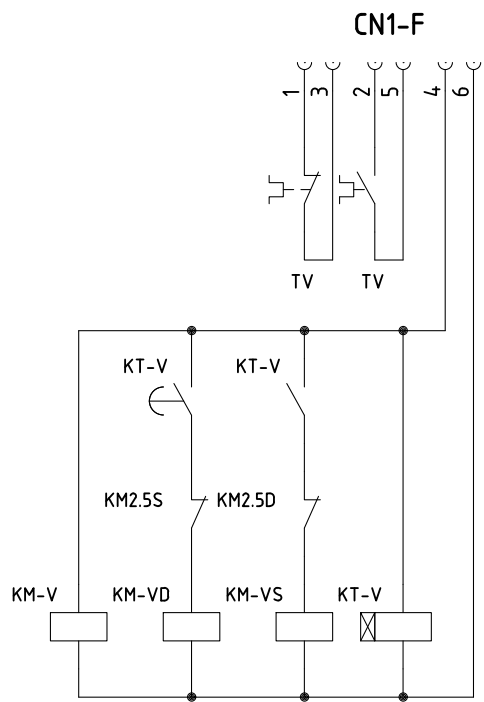 CN1-F
1 3 2 5 4 6
TV TV
KT-V KT-V
KM2.5S KM2.5D
KM-V KM-VD KM-VS KT-V